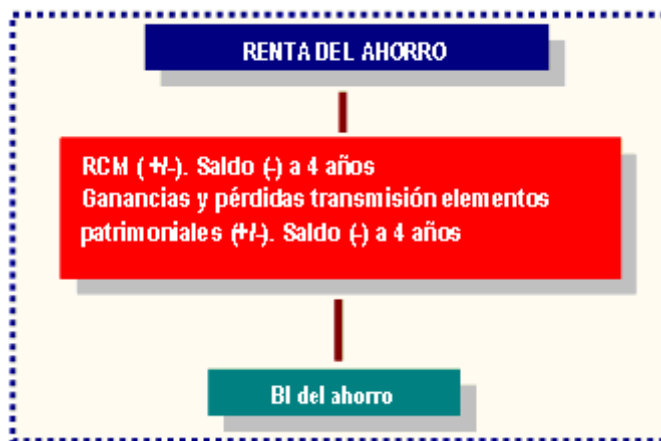 RENTA DEL AHORRO
RCM (+/-). Saldo (-) a 4 años
Ganancias y pérdidas transmisión elementos
patrimoniales (+/-). Saldo (-) a 4 años
BI del ahorro